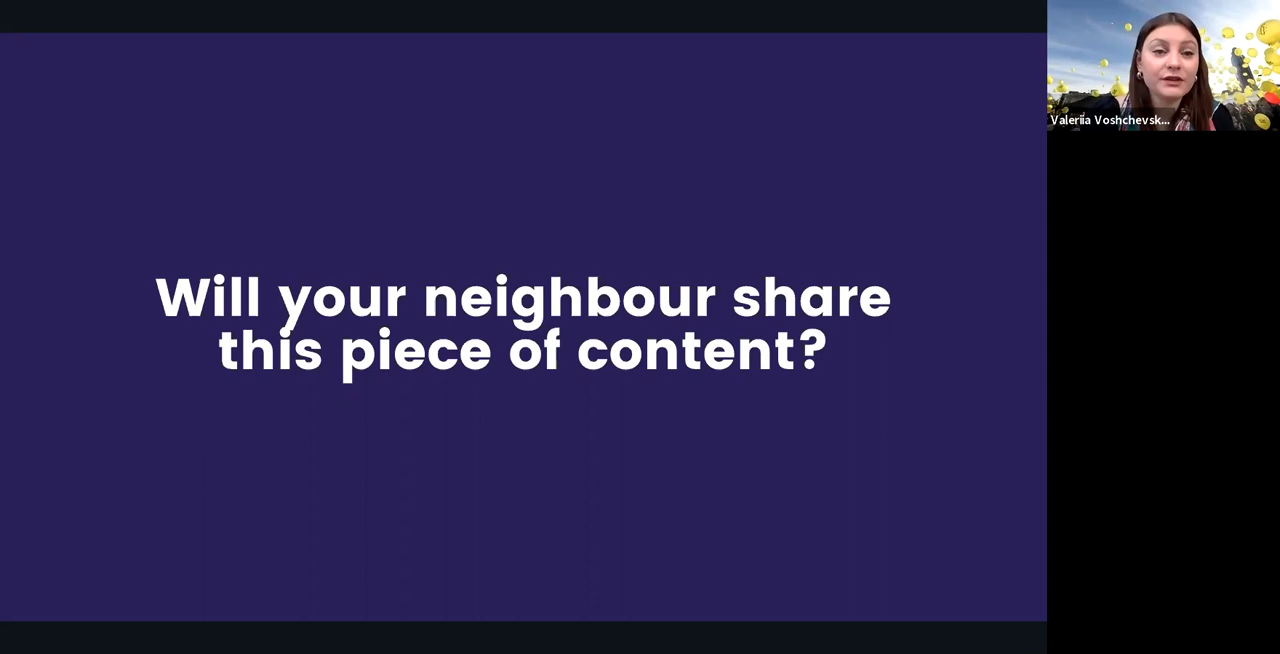 Will your neighbour share
this piece of content?
Valeriia Voshchevsk...